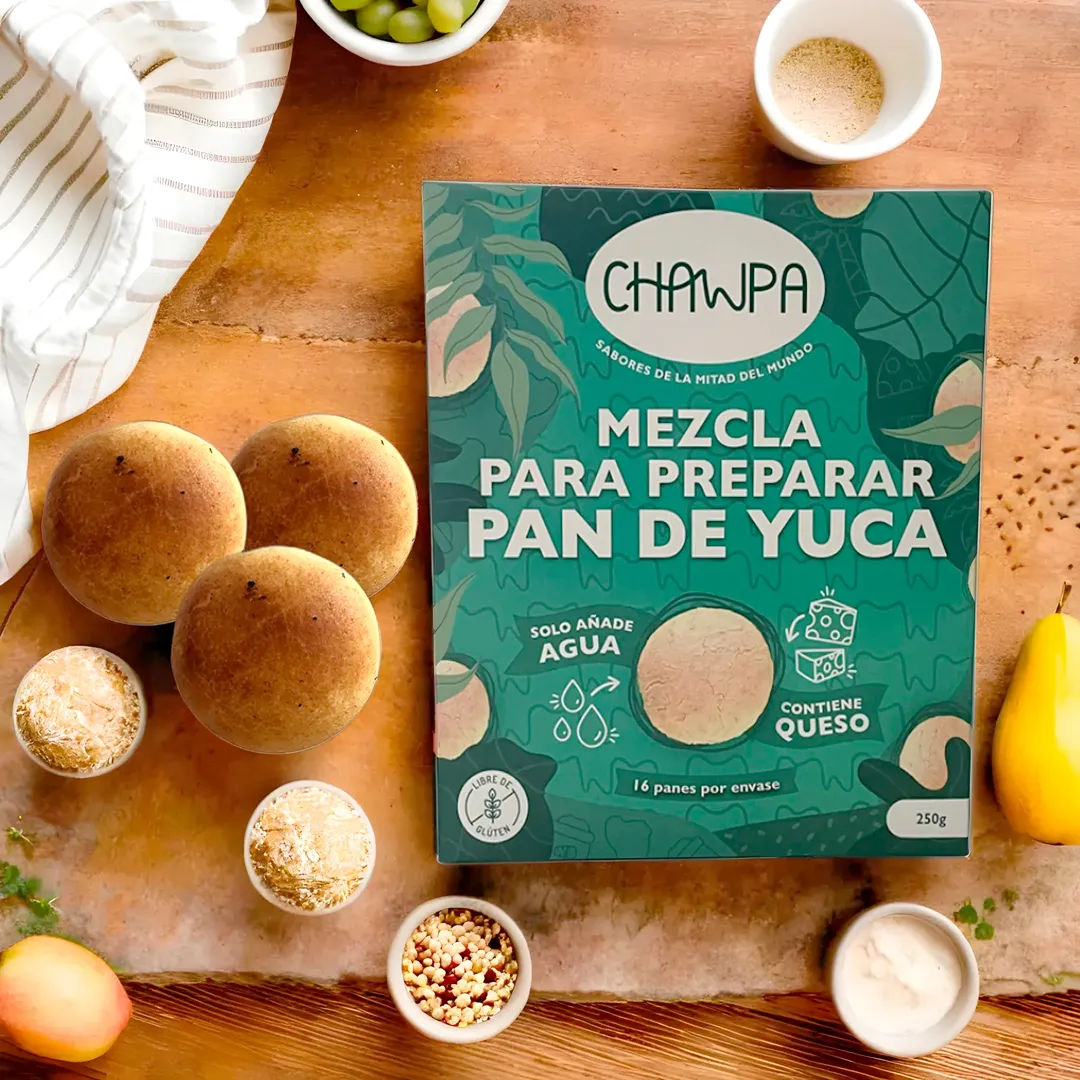 CHAWPA
SABORES DE LA MITAD DEL MUNDO
MEZCLA
PARA PREPARAR
PAN DE YUCA
SOLO AÑADE
AGUA
CONTIENE
QUESO
16 panes por envase
LIBRE DE
GLÚTEN
250g